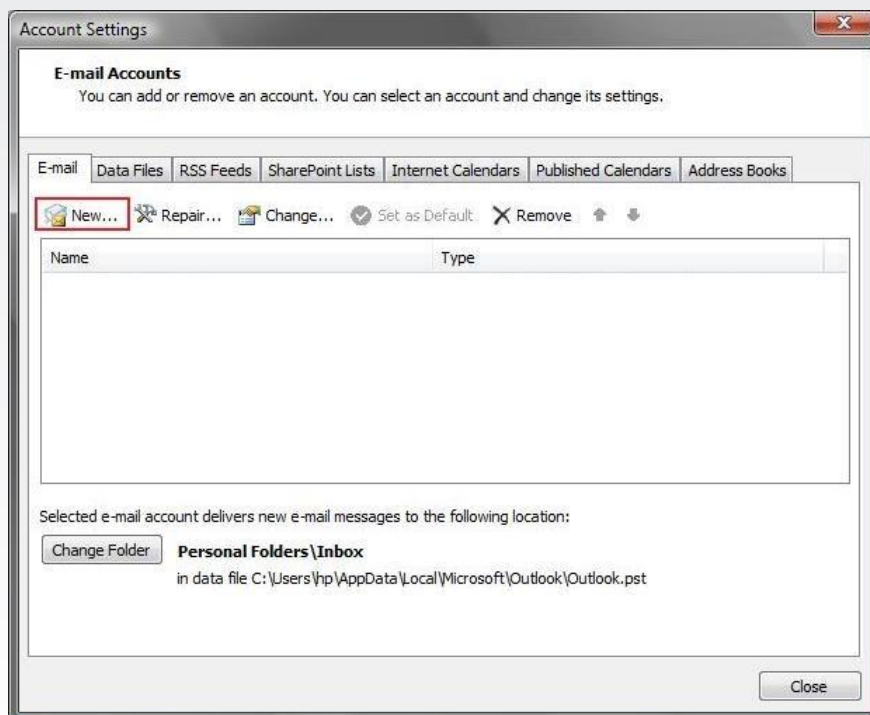 Account Settings
E-mail Accounts
You can add or remove an account. You can select an account and change its settings.
E-mail Data Files RSS Feeds SharePoint Lists Internet Calendars Published Calendars Address Books
New... Repair... Change... Set as Default Remove
Name Type
Selected e-mail account delivers new e-mail messages to the following location:
Change Folder Personal Folders\Inbox
in data file C:\Users\hp\AppData\Local\Microsoft\Outlook\Outlook.pst
Close